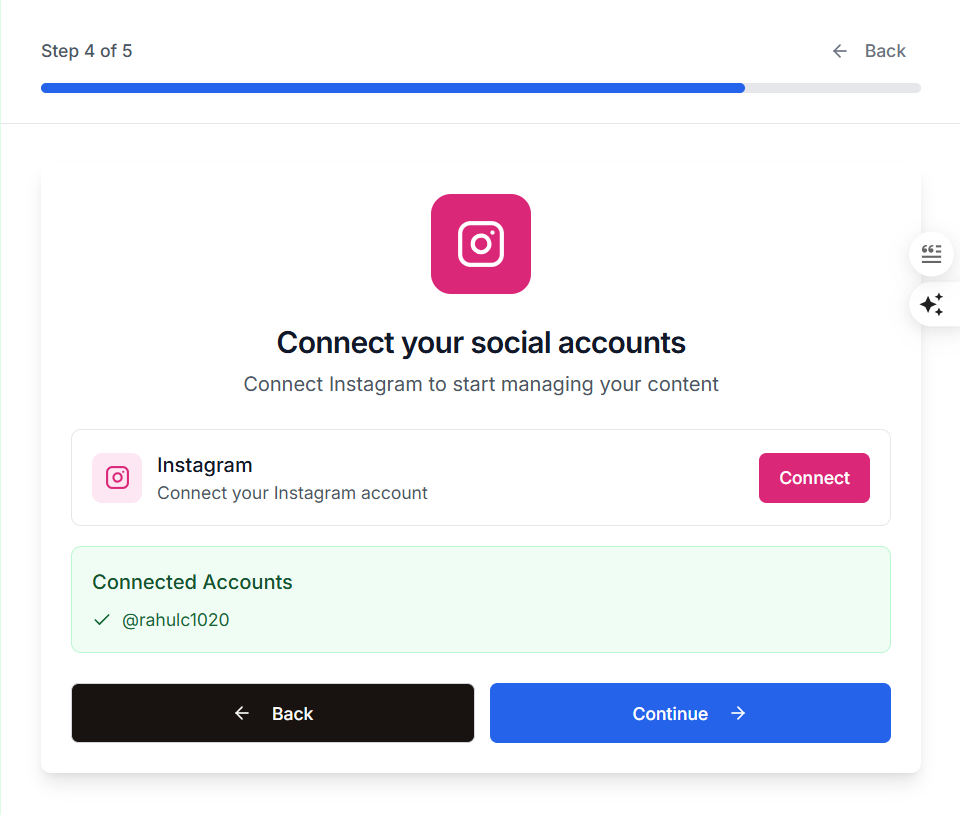 Step 4 of 5
Back
Connect your social accounts
Connect Instagram to start managing your content
Instagram
Connect your Instagram account
Connect
Connected Accounts
@rahulc1020
Back
Continue